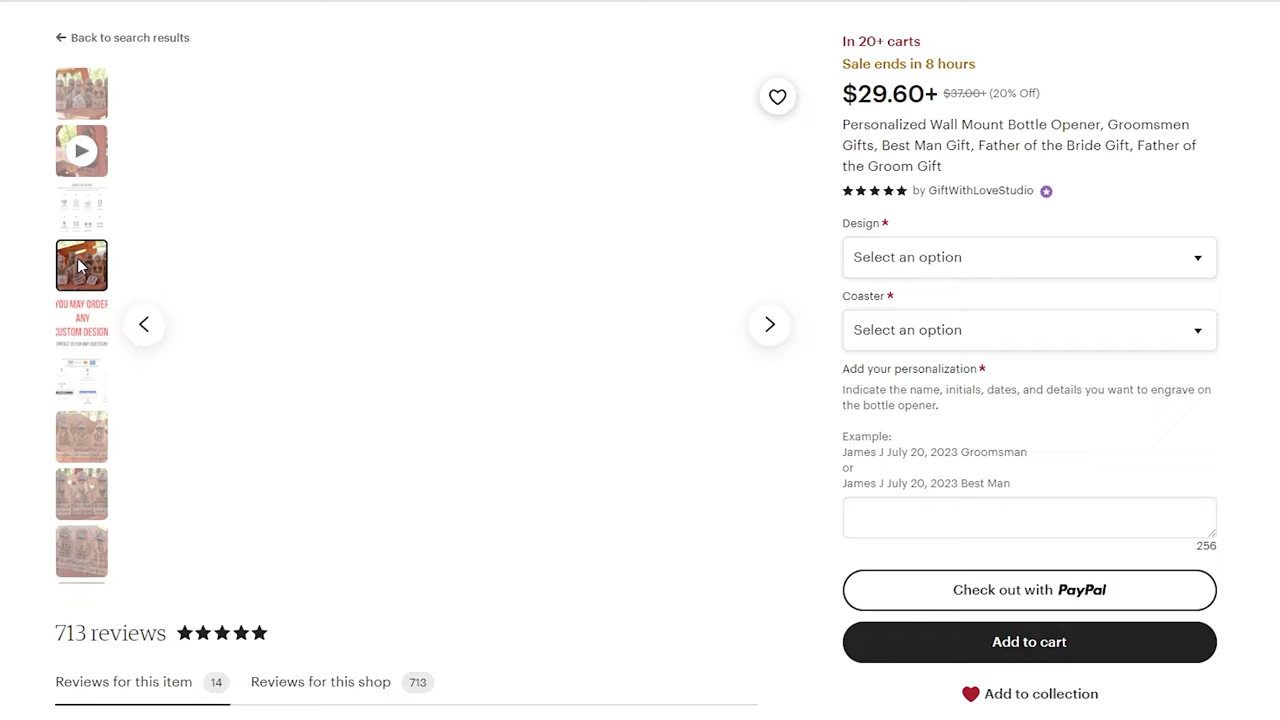 Back to search results
In 20+ carts
Sale ends in 8 hours
$29.60+ $37.00+ (20% Off)
Personalized Wall Mount Bottle Opener, Groomsmen
Gifts, Best Man Gift, Father of the Bride Gift, Father of
the Groom Gift
by GiftWithLoveStudio
Design *
Select an option
Coaster *
Select an option
Add your personalization *
Indicate the name, initials, dates, and details you want to engrave on
the bottle opener.
Example:
James J July 20, 2023 Groomsman
or
James J July 20, 2023 Best Man
256
Check out with PayPal
Add to cart
Add to collection
YOU MAY ORDER
ANY
CUSTOM DESIGN
713 reviews
Reviews for this item 14
Reviews for this shop 713